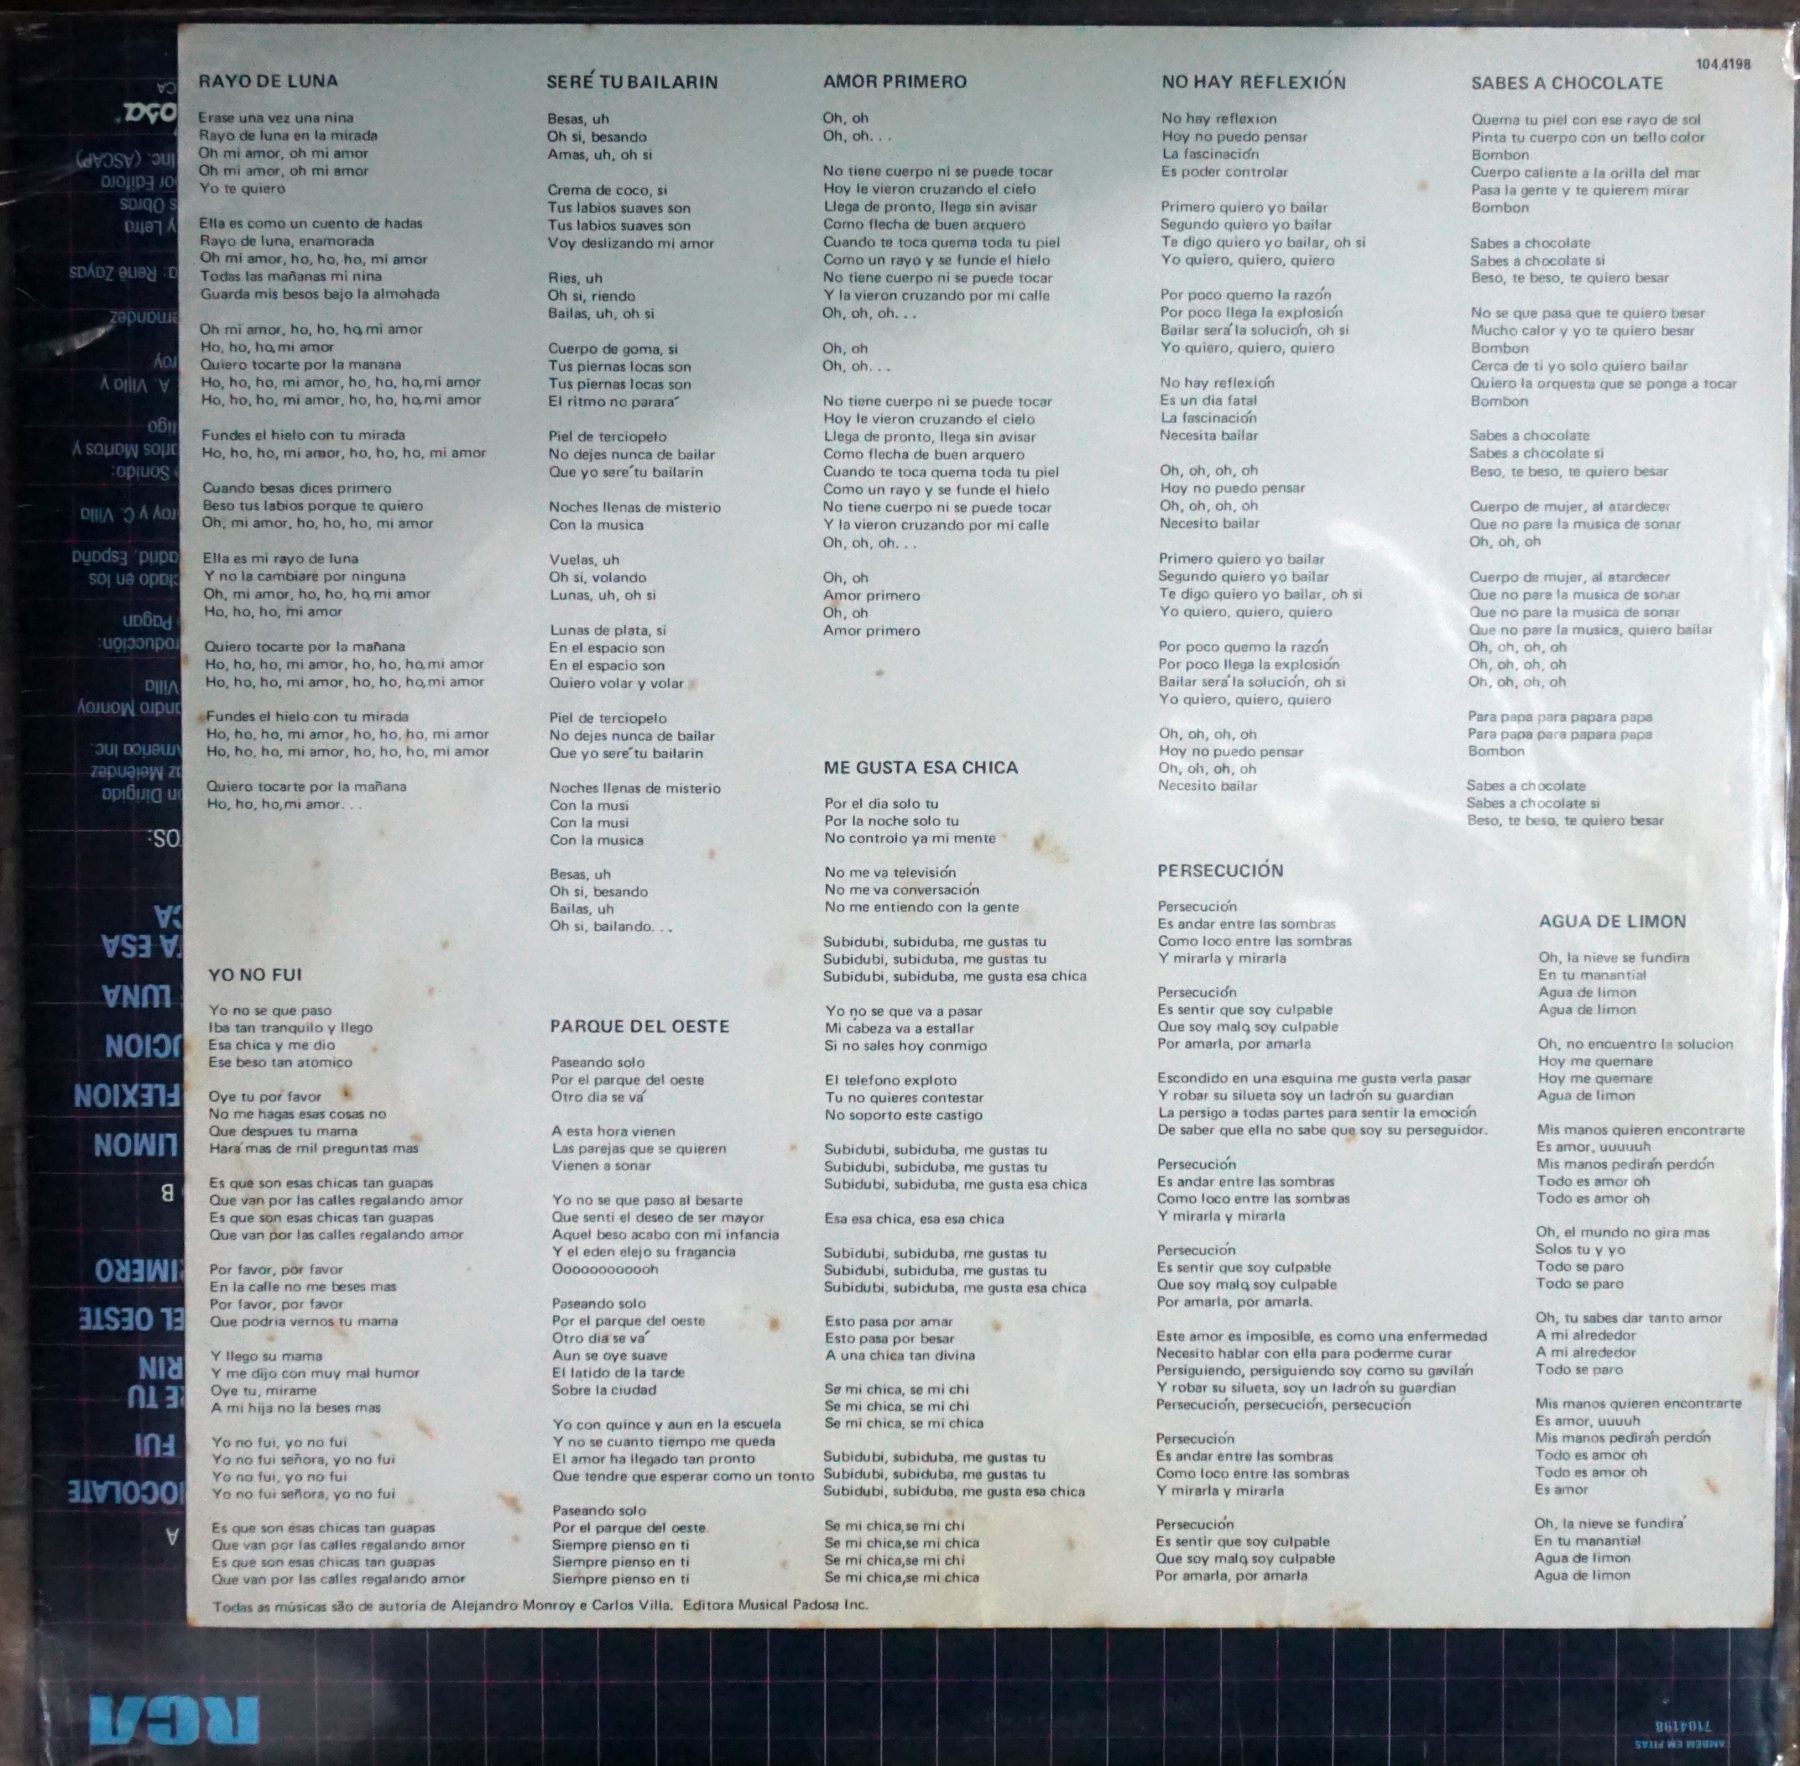 104.4198
RAYO DE LUNA
Erase una vez una nina
Rayo de luna en la mirada
Oh mi amor, oh mi amor
Oh mi amor, oh mi amor
Yo te quiero
Ella es como un cuento de hadas
Rayo de luna, enamorada
Oh mi amor, ho, ho, ho, mi amor
Todas las mañanas mi nina
Guarda mis besos bajo la almohada
Oh mi amor, ho, ho, ho, mi amor
Ho, ho, ho, mi amor
Quiero tocarte por la manana
Ho, ho, ho, mi amor, ho, ho, ho, mi amor
Ho, ho, ho, mi amor, ho, ho, ho, mi amor
Fundes el hielo con tu mirada
Ho, ho, ho, mi amor, ho, ho, ho, mi amor
Cuando besas dices primero
Beso tus labios porque te quiero
Oh, mi amor, ho, ho, ho, mi amor
Ella es mi rayo de luna
Y no la cambiare por ninguna
Oh, mi amor, ho, ho, ho, mi amor
Ho, ho, ho, mi amor
Quiero tocarte por la mañana
Ho, ho, ho, mi amor, ho, ho, ho, mi amor
Ho, ho, ho, mi amor, ho, ho, ho, mi amor
Fundes el hielo con tu mirada
Ho, ho, ho, mi amor, ho, ho, ho, mi amor
Ho, ho, ho, mi amor, ho, ho, ho, mi amor
Quiero tocarte por la mañana
Ho, ho, ho, mi amor. . .
YO NO FUI
Yo no se que paso
Iba tan tranquilo y llego
Esa chica y me dio
Ese beso tan atomico
Oye tu por favor
No me hagas esas cosas no
Que despues tu mama
Hará mas de mil preguntas mas
Es que son esas chicas tan guapas
Que van por las calles regalando amor
Es que son esas chicas tan guapas
Que van por las calles regalando amor
Por favor, por favor
En la calle no me beses mas
Por favor, por favor
Que podria vernos tu mama
Y llego su mama
Y me dijo con muy mal humor
Oye tu, mirame
A mi hija no la beses mas
Yo no fui, yo no fui
Yo no fui señora, yo no fui
Yo no fui, yo no fui
Yo no fui señora, yo no fui
Es que son esas chicas tan guapas
Que van por las calles regalando amor
Es que son esas chicas tan guapas
Que van por las calles regalando amor
SERÉ TU BAILARIN
Besas, uh
Oh si, besando
Amas, uh, oh si
Crema de coco, si
Tus labios suaves son
Tus labios suaves son
Voy deslizando mi amor
Ries, uh
Oh si, riendo
Bailas, uh, oh si
Cuerpo de goma, si
Tus piernas locas son
Tus piernas locas son
El ritmo no parará
Piel de terciopelo
No dejes nunca de bailar
Que yo seré tu bailarin
Noches llenas de misterio
Con la musica
Vuelas, uh
Oh si, volando
Lunas, uh, oh si
Lunas de plata, si
En el espacio son
En el espacio son
Quiero volar y volar
Piel de terciopelo
No dejes nunca de bailar
Que yo seré tu bailarin
Noches llenas de misterio
Con la musi
Con la musi
Con la musica
Besas, uh
Oh si, besando
Bailas, uh
Oh si, bailando. . .
PARQUE DEL OESTE
Paseando solo
Por el parque del oeste
Otro dia se vá
A esta hora vienen
Las parejas que se quieren
Vienen a sonar
Yo no se que paso al besarte
Que senti el deseo de ser mayor
Aquel beso acabo con mi infancia
Y el eden elejo su fragancia
Ooooooooooh
Paseando solo
Por el parque del oeste
Otro dia se vá
Aun se oye suave
El latido de la tarde
Sobre la ciudad
Yo con quince y aun en la escuela
Y no se cuanto tiempo me queda
El amor ha llegado tan pronto
Que tendre que esperar como un tonto
Paseando solo
Por el parque del oeste
Siempre pienso en ti
Siempre pienso en ti
Siempre pienso en ti
AMOR PRIMERO
Oh, oh
Oh, oh. . .
No tiene cuerpo ni se puede tocar
Hoy le vieron cruzando el cielo
Llega de pronto, llega sin avisar
Como flecha de buen arquero
Cuando te toca quema toda tu piel
Como un rayo y se funde el hielo
No tiene cuerpo ni se puede tocar
Y la vieron cruzando por mi calle
Oh, oh, oh. . .
Oh, oh
Oh, oh. . .
No tiene cuerpo ni se puede tocar
Hoy le vieron cruzando el cielo
Llega de pronto, llega sin avisar
Como flecha de buen arquero
Cuando te toca quema toda tu piel
Como un rayo y se funde el hielo
No tiene cuerpo ni se puede tocar
Y la vieron cruzando por mi calle
Oh, oh, oh. . .
Oh, oh
Amor primero
Oh, oh
Amor primero
ME GUSTA ESA CHICA
Por el dia solo tu
Por la noche solo tu
No controlo ya mi mente
No me va televisión
No me va conversación
No me entiendo con la gente
Subidubi, subiduba, me gustas tu
Subidubi, subiduba, me gustas tu
Subidubi, subiduba, me gusta esa chica
Yo no se que va a pasar
Mi cabeza va a estallar
Si no sales hoy conmigo
El telefono exploto
Tu no quieres contestar
No soporto este castigo
Subidubi, subiduba, me gustas tu
Subidubi, subiduba, me gustas tu
Subidubi, subiduba, me gusta esa chica
Esa esa chica, esa esa chica
Subidubi, subiduba, me gustas tu
Subidubi, subiduba, me gustas tu
Subidubi, subiduba, me gusta esa chica
Esto pasa por amar
Esto pasa por besar
A una chica tan divina
Se mi chica, se mi chi
Se mi chica, se mi chi
Se mi chica, se mi chica
Subidubi, subiduba, me gustas tu
Subidubi, subiduba, me gustas tu
Subidubi, subiduba, me gusta esa chica
Se mi chica,se mi chi
Se mi chica,se mi chica
Se mi chica,se mi chi
Se mi chica,se mi chica
NO HAY REFLEXIÓN
No hay reflexion
Hoy no puedo pensar
La fascinación
Es poder controlar
Primero quiero yo bailar
Segundo quiero yo bailar
Te digo quiero yo bailar, oh si
Yo quiero, quiero, quiero
Por poco quemo la razón
Por poco llega la explosión
Bailar será la solución, oh si
Yo quiero, quiero, quiero
No hay reflexión
Es un dia fatal
La fascinación
Necesita bailar
Oh, oh, oh, oh
Hoy no puedo pensar
Oh, oh, oh, oh
Necesito bailar
Primero quiero yo bailar
Segundo quiero yo bailar
Te digo quiero yo bailar, oh si
Yo quiero, quiero, quiero
Por poco quemo la razón
Por poco llega la explosión
Bailar será la solución, oh si
Yo quiero, quiero, quiero
Oh, oh, oh, oh
Hoy no puedo pensar
Oh, oh, oh, oh
Necesito bailar
PERSECUCIÓN
Persecución
Es andar entre las sombras
Como loco entre las sombras
Y mirarla y mirarla
Persecución
Es sentir que soy culpable
Que soy malo, soy culpable
Por amarla, por amarla
Escondido en una esquina me gusta verla pasar
Y robar su silueta soy un ladrón su guardian
La persigo a todas partes para sentir la emoción
De saber que ella no sabe que soy su perseguidor.
Persecución
Es andar entre las sombras
Como loco entre las sombras
Y mirarla y mirarla
Persecución
Es sentir que soy culpable
Que soy malo, soy culpable
Por amarla, por amarla.
Este amor es imposible, es como una enfermedad
Necesito hablar con ella para poderme curar
Persiguiendo, persiguiendo soy como su gavilán
Y robar su silueta, soy un ladrón su guardian
Persecución, persecución, persecución
Persecución
Es andar entre las sombras
Como loco entre las sombras
Y mirarla y mirarla
Persecución
Es sentir que soy culpable
Que soy malo, soy culpable
Por amarla, por amarla
SABES A CHOCOLATE
Quema tu piel con ese rayo de sol
Pinta tu cuerpo con un bello color
Bombon
Cuerpo caliente a la orilla del mar
Pasa la gente y te quierem mirar
Bombon
Sabes a chocolate
Sabes a chocolate si
Beso, te beso, te quiero besar
No se que pasa que te quiero besar
Mucho calor y yo te quiero besar
Bombon
Cerca de ti yo solo quiero bailar
Quiero la orquesta que se ponga a tocar
Bombon
Sabes a chocolate
Sabes a chocolate si
Beso, te beso, te quiero besar
Cuerpo de mujer, al atardecer
Que no pare la musica de sonar
Oh, oh, oh
Cuerpo de mujer, al atardecer
Que no pare la musica de sonar
Que no pare la musica de sonar
Que no pare la musica, quiero bailar
Oh, oh, oh, oh
Oh, oh, oh, oh
Oh, oh, oh, oh
Para papa para papara papa
Para papa para papara papa
Bombon
Sabes a chocolate
Sabes a chocolate si
Beso, te beso, te quiero besar
AGUA DE LIMON
Oh, la nieve se fundira
En tu manantial
Agua de limon
Agua de limon
Oh, no encuentro la solucion
Hoy me quemare
Hoy me quemare
Agua de limon
Mis manos quieren encontrarte
Es amor, uuuuuh
Mis manos pedirán perdón
Todo es amor oh
Todo es amor oh
Oh, el mundo no gira mas
Solos tu y yo
Todo se paro
Todo se paro
Oh, tu sabes dar tanto amor
A mi alrededor
A mi alrededor
Todo se paro
Mis manos quieren encontrarte
Es amor, uuuuh
Mis manos pedirán perdón
Todo es amor oh
Todo es amor oh
Es amor
Oh, la nieve se fundirá
En tu manantial
Agua de limon
Agua de limon
Todas as músicas são de autoria de Alejandro Monroy e Carlos Villa. Editora Musical Padosa Inc.
RCA
EM FITAS
7104198
A
FUI
TU
OESTE
B
LIMON
LUNA
ESA
Dirigida
Meléndez
Inc.
Monroy
Villa
Pagan
en los
España
y C. Villa
Sonido:
Manos y
A. Villo y
René Zayas
y Letra
Obras
Editora
Inc. (ASCAP)